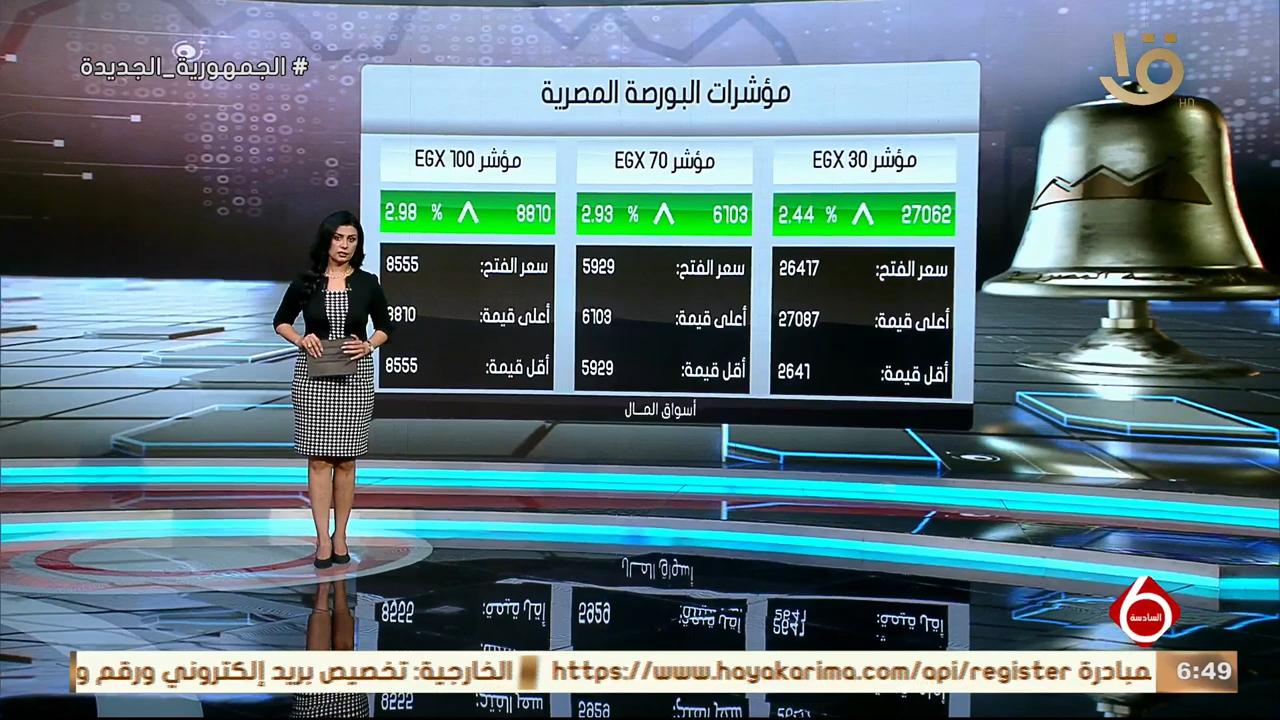 #الجمهورية_الجديدة
HD
مؤشرات البورصة المصرية
مؤشر EGX 30
27062 2.44 %
سعر الفتح: 26417
أعلى قيمة: 27087
أقل قيمة: 2641
مؤشر EGX 70
6103 2.93 %
سعر الفتح: 5929
أعلى قيمة: 6103
أقل قيمة: 5929
مؤشر EGX 100
8810 2.98 %
سعر الفتح: 8555
أعلى قيمة: 8810
أقل قيمة: 8555
أسواق المـال
السادسة
6:49 مبادرة https://www.hayakarima.com/api/register الخارجية: تخصيص بريد إلكتروني ورقم و